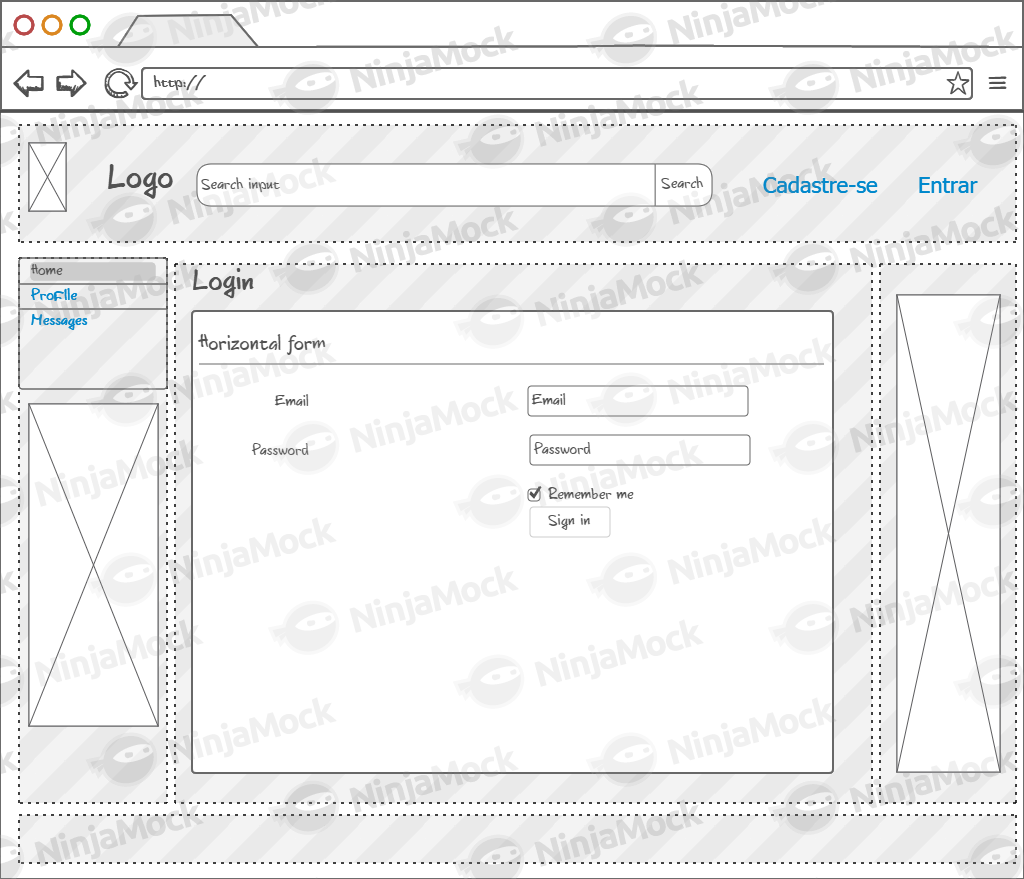 http://
Logo
Search input
Search
Cadastre-se
Entrar
Home
Profile
Messages
Login
Horizontal form
Email
Email
Password
Password
Remember me
Sign in
NinjaMock